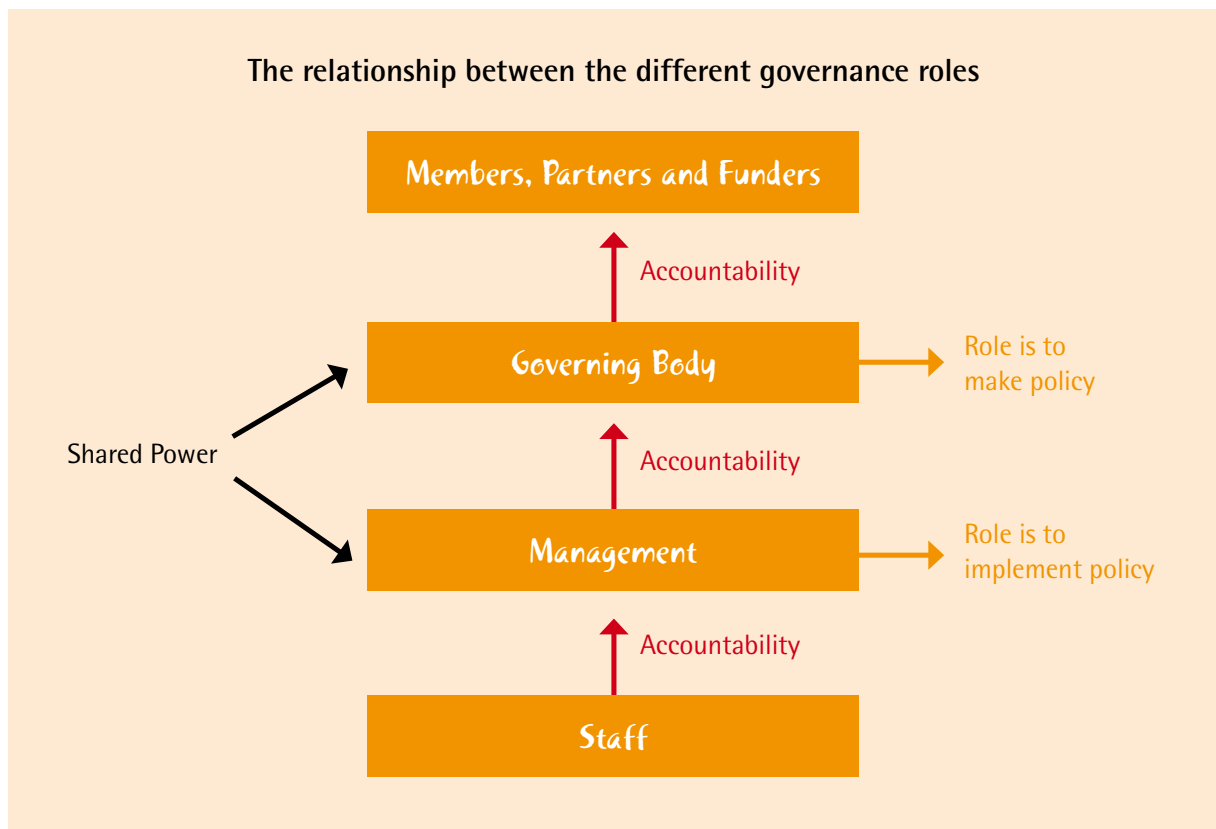 The relationship between the different governance roles
Members, Partners and Funders
Accountability
Governing Body
Role is to
make policy
Shared Power
Accountability
Management
Role is to
implement policy
Accountability
Staff